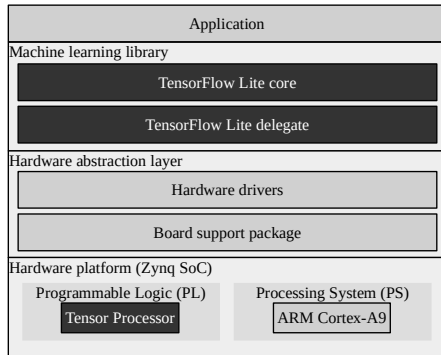 Application
Machine learning library
TensorFlow Lite core
TensorFlow Lite delegate
Hardware abstraction layer
Hardware drivers
Board support package
Hardware platform (Zynq SoC)
Programmable Logic (PL)
Processing System (PS)
Tensor Processor
ARM Cortex-A9